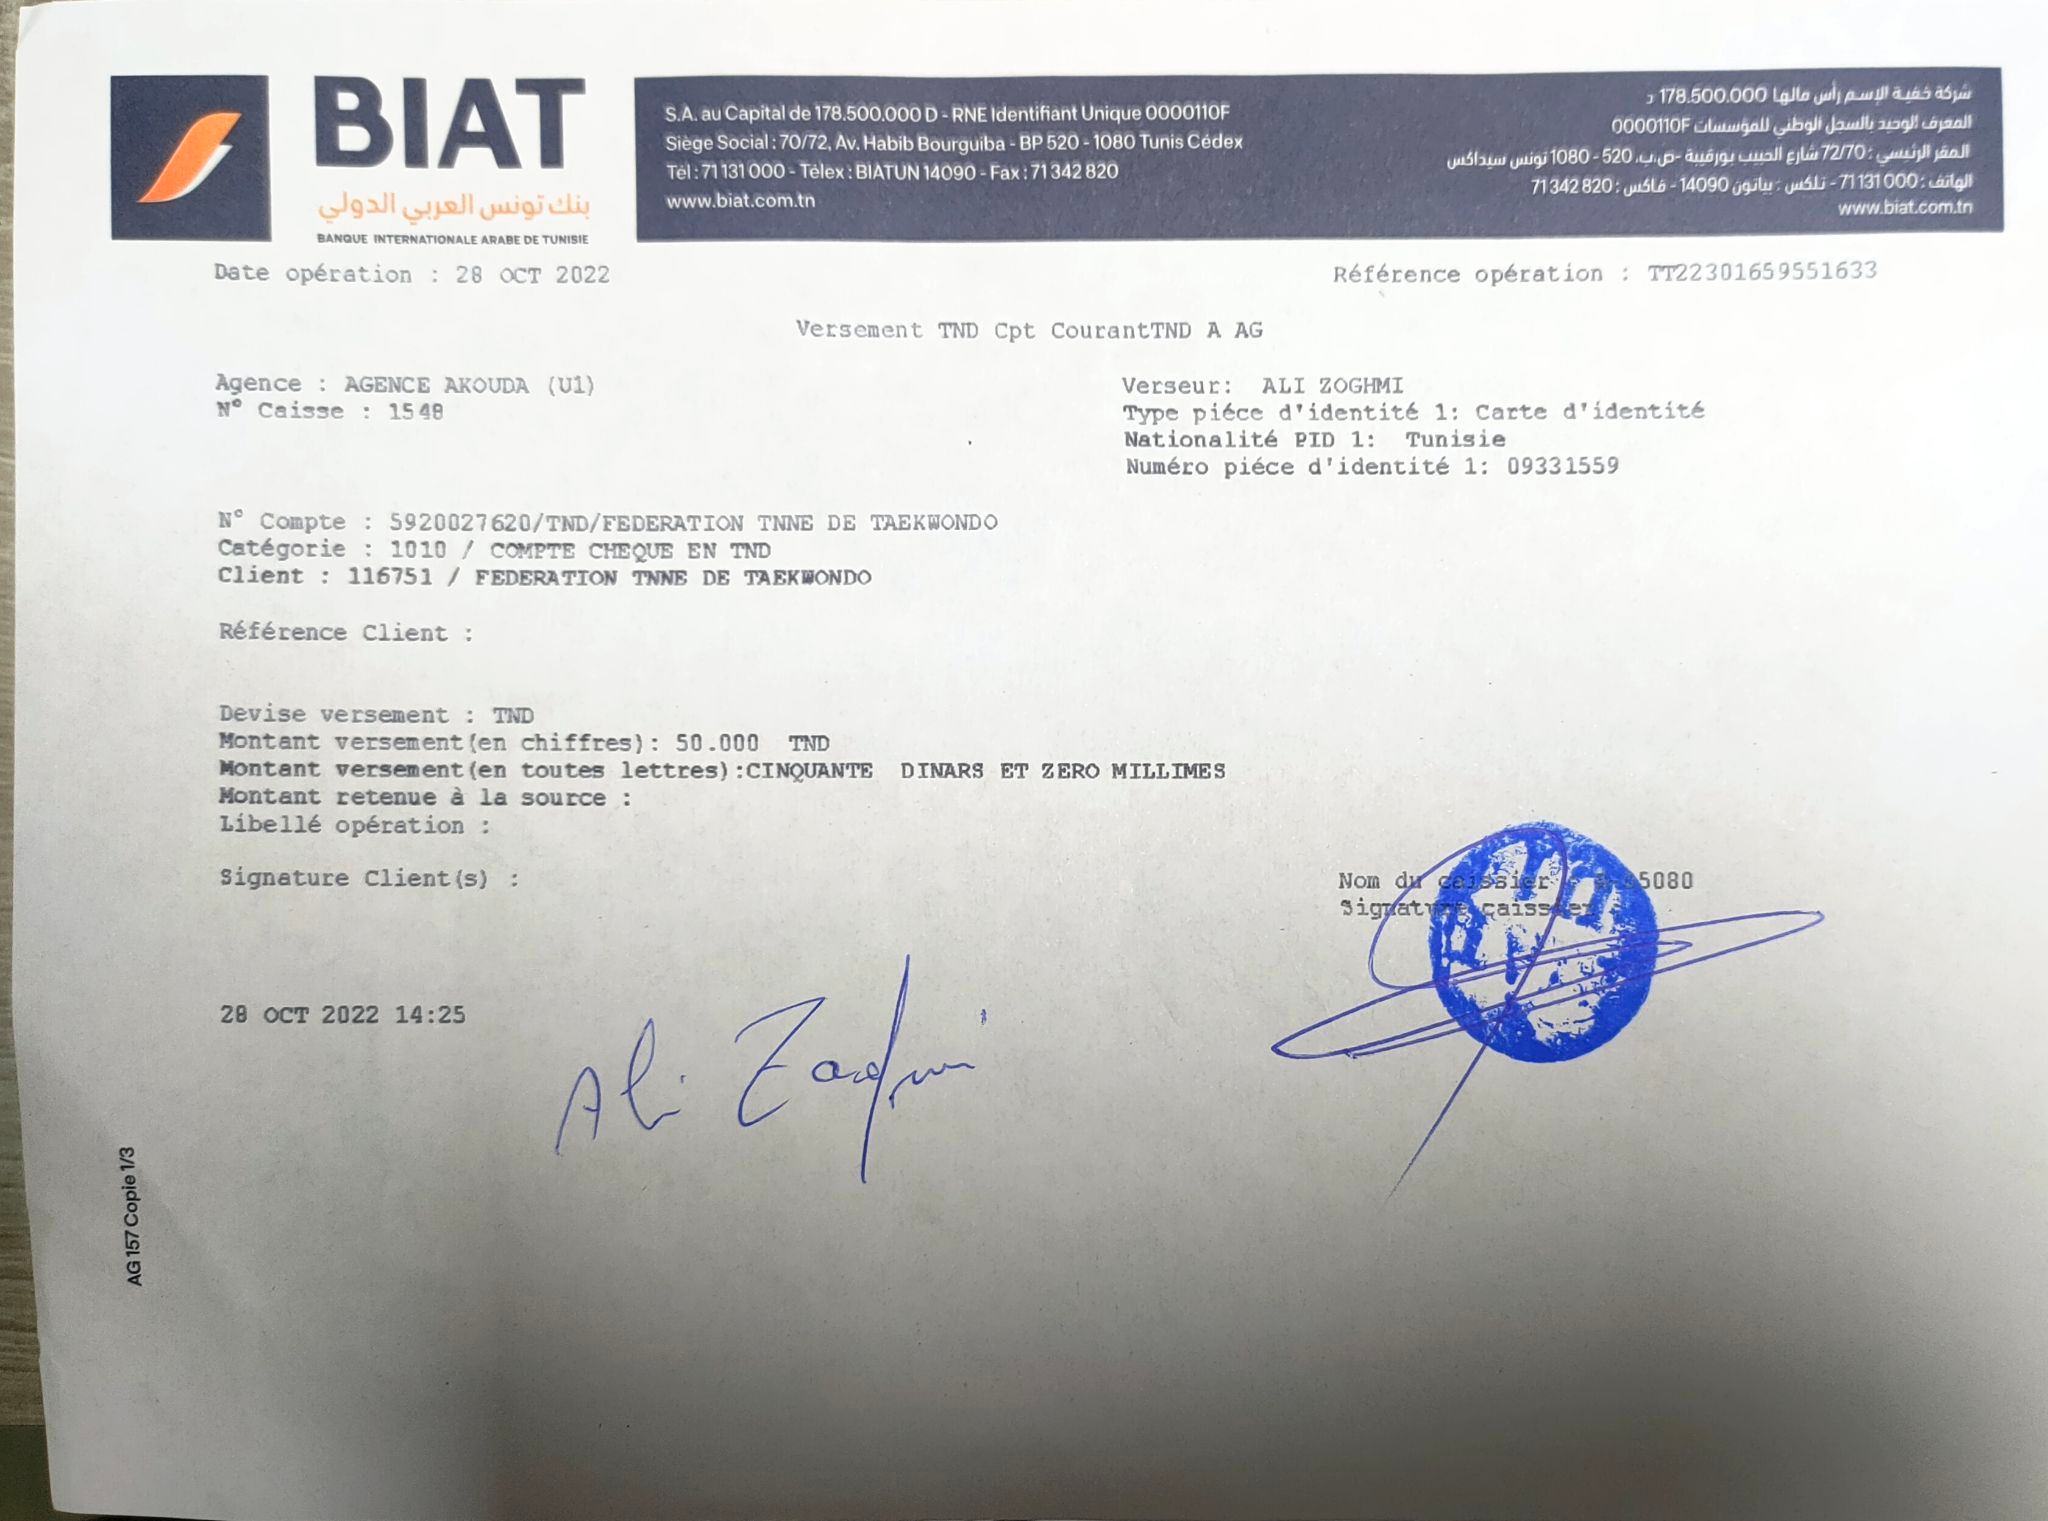 BIAT
بنك تونس العربي الدولي
BANQUE INTERNATIONALE ARABE DE TUNISIE
S.A. au Capital de 178.500.000 D - RNE Identifiant Unique 0000110F
Siège Social : 70/72, Av. Habib Bourguiba - BP 520 - 1080 Tunis Cédex
Tél : 71 131 000 - Télex : BIATUN 14090 - Fax : 71 342 820
www.biat.com.tn
شركة خفية الإسم رأس مالها 178.500.000 د
المعرف الوحيد بالسجل الوطني للمؤسسات 0000110F
المقر الرئيسي : 72/70 شارع الحبيب بورقيبة -ص.ب. 520 - 1080 تونس سيداكس
الهاتف : 71 131 000 - تلكس : بياتون 14090 - فاكس : 71 342 820
www.biat.com.tn
Date opération : 28 OCT 2022
Référence opération : TT22301659551633
Versement TND Cpt CourantTND A AG
Agence : AGENCE AKOUDA (U1)
N° Caisse : 1548
Verseur: ALI ZOGHMI
Type piéce d'identité 1: Carte d'identité
Nationalité PID 1: Tunisie
Numéro piéce d'identité 1: 09331559
N° Compte : 5920027620/TND/FEDERATION TNNE DE TAEKWONDO
Catégorie : 1010 / COMPTE CHEQUE EN TND
Client : 116751 / FEDERATION TNNE DE TAEKWONDO
Référence Client :
Devise versement : TND
Montant versement(en chiffres): 50.000 TND
Montant versement(en toutes lettres):CINQUANTE DINARS ET ZERO MILLIMES
Montant retenue à la source :
Libellé opération :
Signature Client(s) :
Nom du caissier
Signature caissier
28 OCT 2022 14:25
Ali
AG 157 Copie 1/3